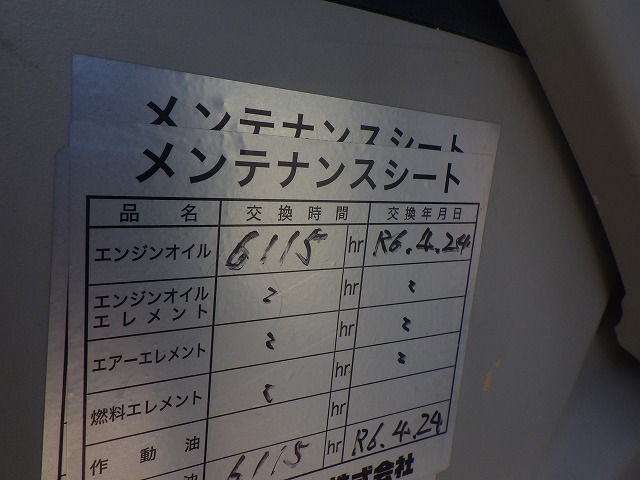 メンテナンスシート
メンテナンスシート
品名 交換時間 交換年月日
エンジンオイル 6115 hr R6.4.24
エンジンオイル
エレメント 〃 hr 〃
エアーエレメント 〃 hr 〃
燃料エレメント 〃 hr 〃
作動油 hr
油 6115 hr R6.4.24
株式会社